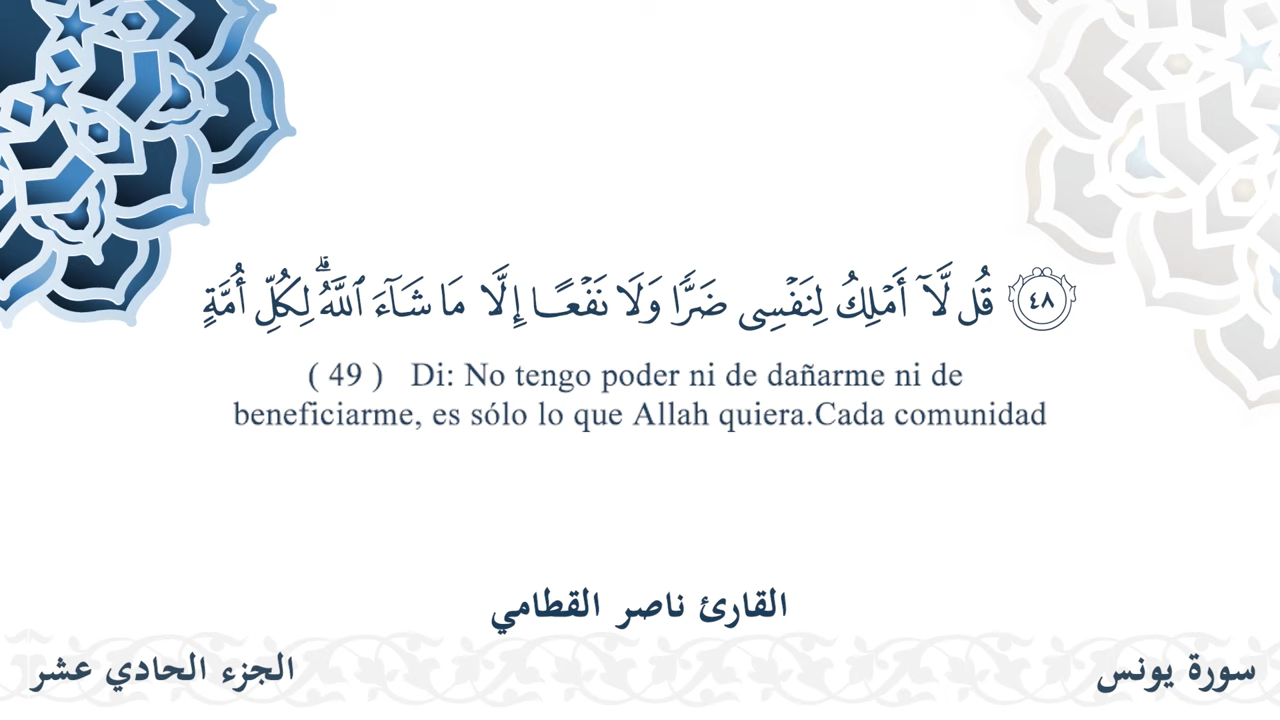 ٤٨ قُل لَّآ أَمْلِكُ لِنَفْسِى ضَرًّا وَلَا نَفْعًا إِلَّا مَا شَآءَ ٱللَّهُ ۗ لِكُلِّ أُمَّةٍ
( 49 ) Di: No tengo poder ni de dañarme ni de
beneficiarme, es sólo lo que Allah quiera.Cada comunidad
القارئ ناصر القطامي
سورة يونس
الجزء الحادي عشر